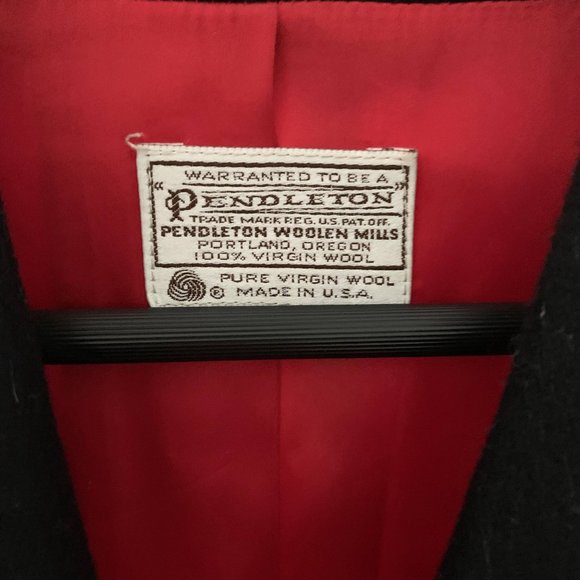 WARRANTED TO BE A
"PENDLETON"
TRADE MARK REG. U.S. PAT. OFF.
PENDLETON WOOLEN MILLS
PORTLAND, OREGON
100% VIRGIN WOOL
PURE VIRGIN WOOL
® MADE IN U.S.A.